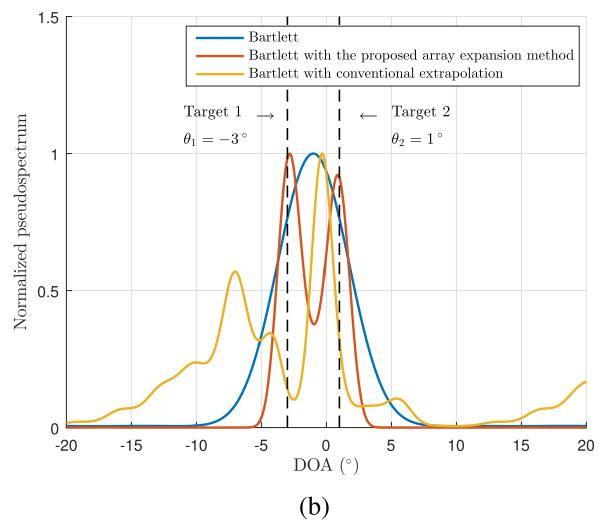 1.5
Bartlett
Bartlett with the proposed array expansion method
Bartlett with conventional extrapolation
Target 1 →
← Target 2
θ₁ = −3°
θ₂ = 1°
1
Normalized pseudospectrum
0.5
0
-20 -15 -10 -5 0 5 10 15 20
DOA (°)
(b)